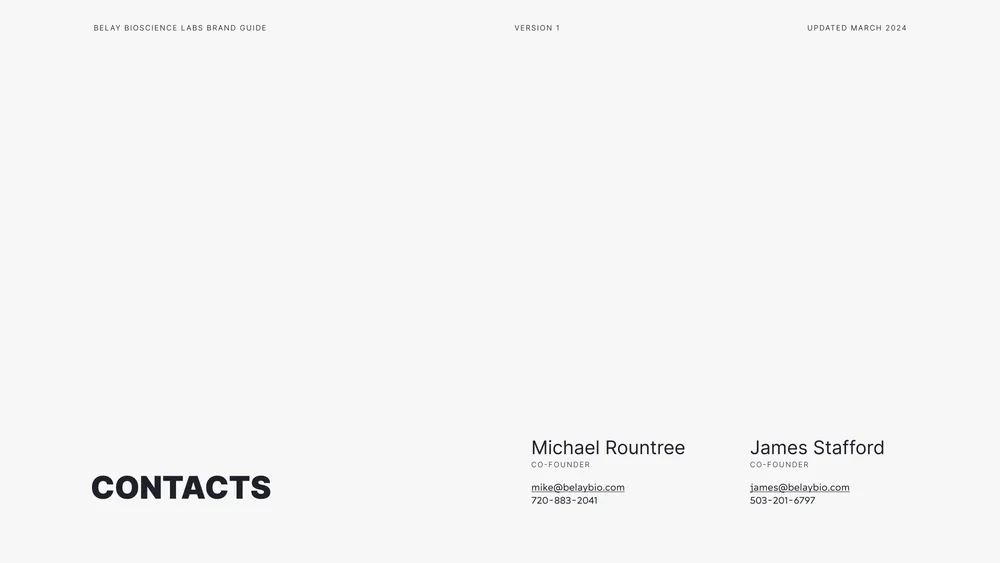 BELAY BIOSCIENCE LABS BRAND GUIDE
VERSION 1
UPDATED MARCH 2024
CONTACTS
Michael Rountree
CO-FOUNDER
mike@belaybio.com
720-883-2041
James Stafford
CO-FOUNDER
james@belaybio.com
503-201-6797